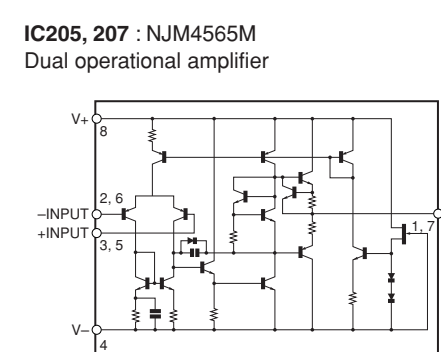 IC205, 207 : NJM4565M
Dual operational amplifier
V+
8
2, 6
–INPUT
+INPUT
3, 5
1, 7
V–
4